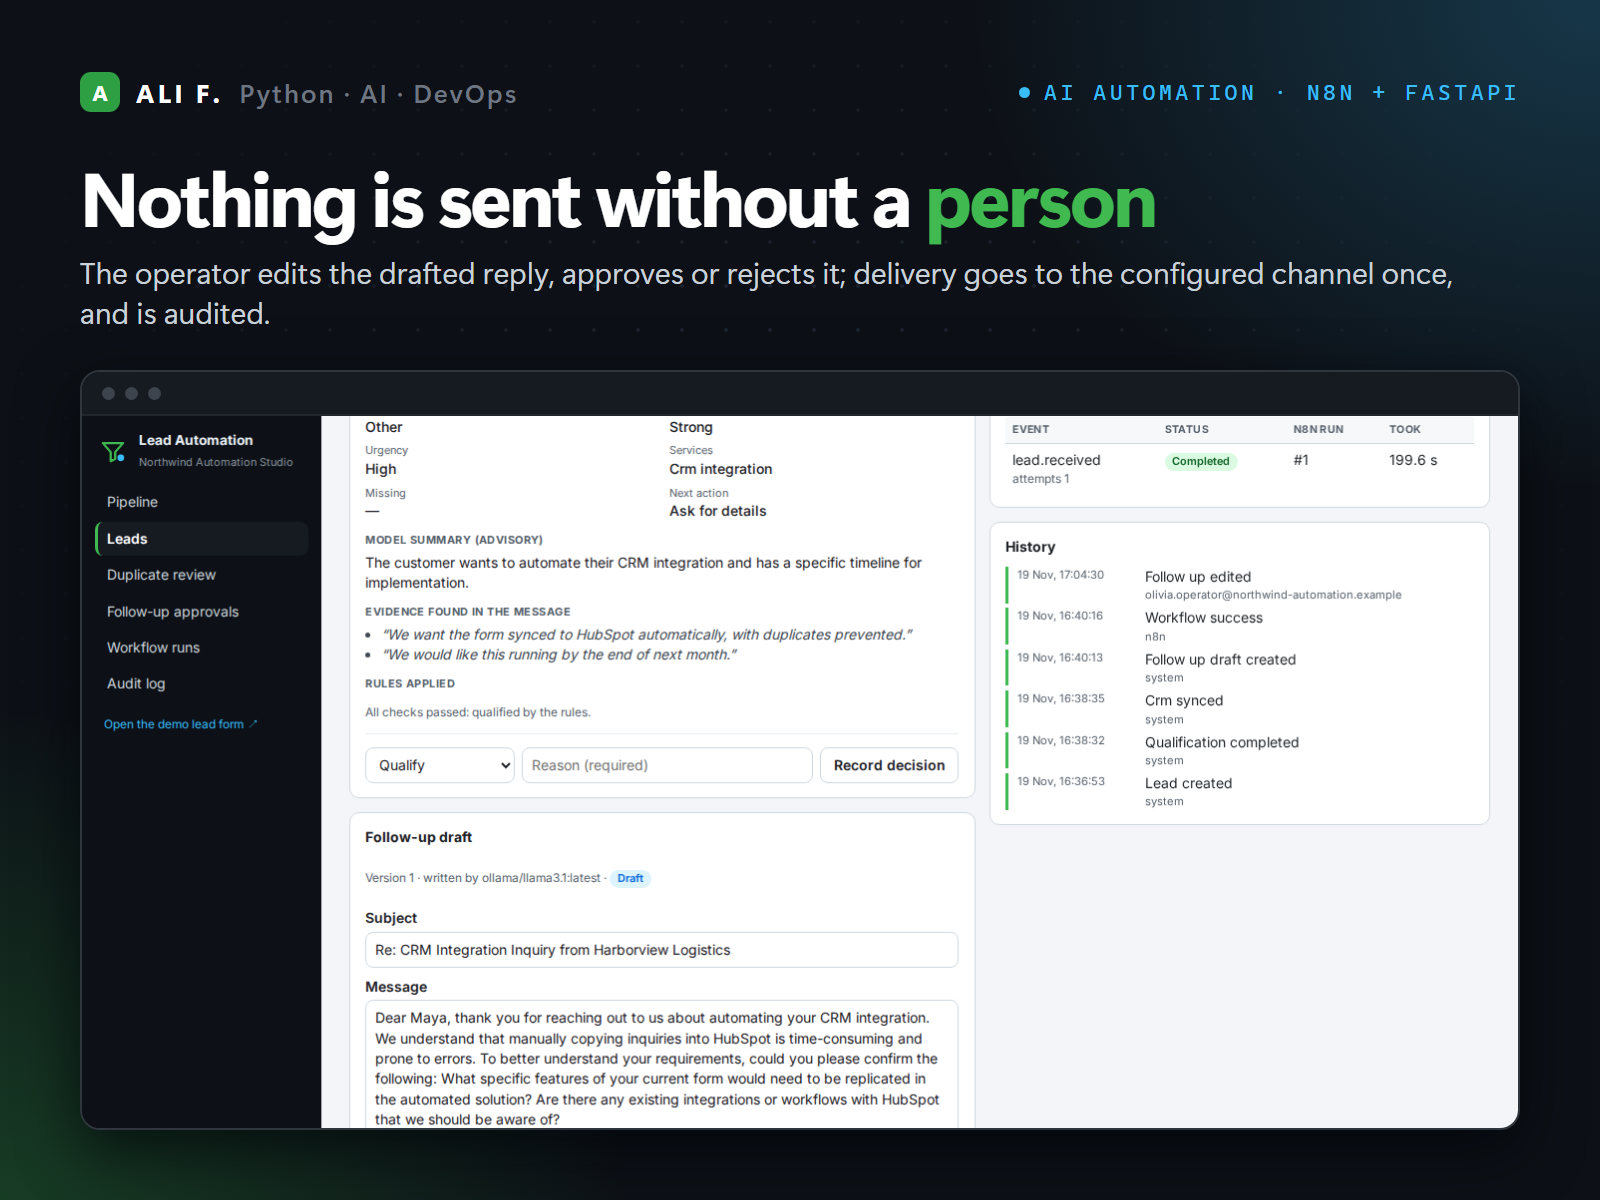 A ALI F. Python · AI · DevOps
AI AUTOMATION · N8N + FASTAPI
Nothing is sent without a person
The operator edits the drafted reply, approves or rejects it; delivery goes to the configured channel once,
and is audited.
Lead Automation
Northwind Automation Studio
Pipeline
Leads
Duplicate review
Follow-up approvals
Workflow runs
Audit log
Open the demo lead form ↗
Other
Strong
Urgency
Services
High
Crm integration
Missing
Next action
—
Ask for details
MODEL SUMMARY (ADVISORY)
The customer wants to automate their CRM integration and has a specific timeline for
implementation.
EVIDENCE FOUND IN THE MESSAGE
• “We want the form synced to HubSpot automatically, with duplicates prevented.”
• “We would like this running by the end of next month.”
RULES APPLIED
All checks passed: qualified by the rules.
Qualify
Reason (required)
Record decision
Follow-up draft
Version 1 · written by ollama/llama3.1:latest · Draft
Subject
Re: CRM Integration Inquiry from Harborview Logistics
Message
Dear Maya, thank you for reaching out to us about automating your CRM integration.
We understand that manually copying inquiries into HubSpot is time-consuming and
prone to errors. To better understand your requirements, could you please confirm the
following: What specific features of your current form would need to be replicated in
the automated solution? Are there any existing integrations or workflows with HubSpot
that we should be aware of?
EVENT STATUS N8N RUN TOOK
lead.received Completed #1 199.6 s
attempts 1
History
19 Nov, 17:04:30 Follow up edited
olivia.operator@northwind-automation.example
19 Nov, 16:40:16 Workflow success
n8n
19 Nov, 16:40:13 Follow up draft created
system
19 Nov, 16:38:35 Crm synced
system
19 Nov, 16:38:32 Qualification completed
system
19 Nov, 16:36:53 Lead created
system